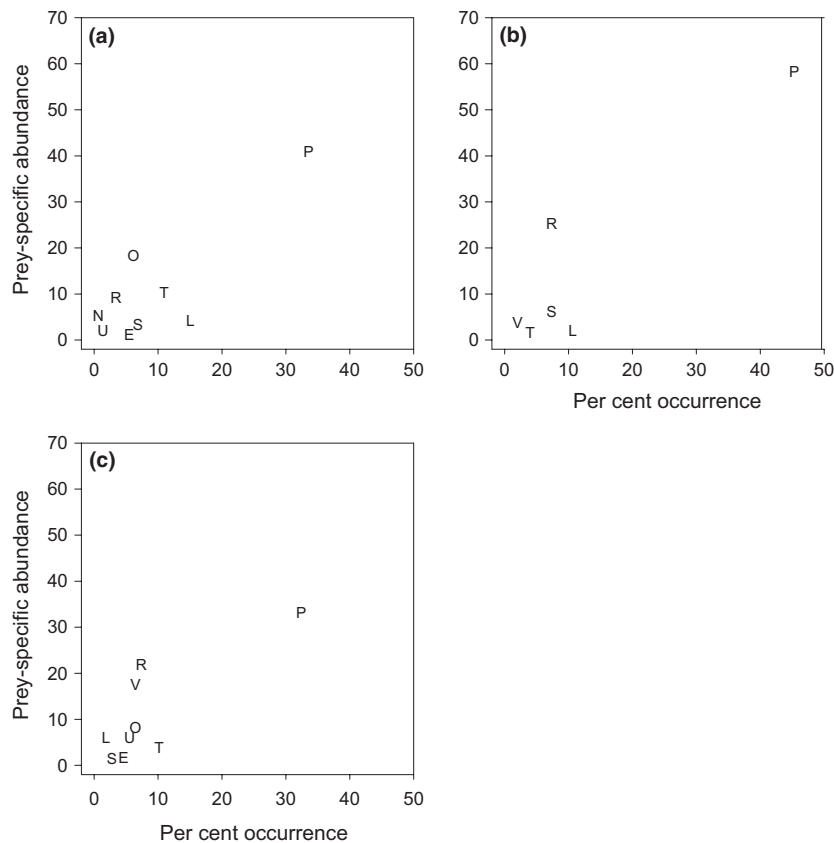 (a)
Prey-specific abundance
70
60
50
40
30
20
10
0
P
O
R
T
N
S
L
U
E
0 10 20 30 40 50
(b)
70
60
50
40
30
20
10
0
P
R
S
V
T
L
0 10 20 30 40 50
Per cent occurrence
(c)
Prey-specific abundance
70
60
50
40
30
20
10
0
P
R
V
O
L
U
T
S
E
0 10 20 30 40 50
Per cent occurrence